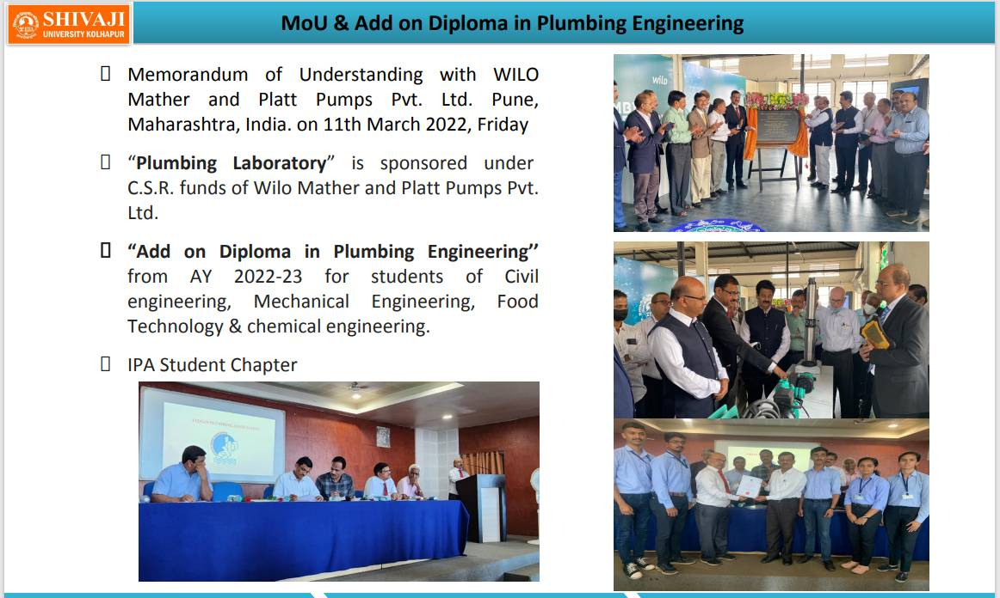 SHIVAJI
UNIVERSITY KOLHAPUR
MoU & Add on Diploma in Plumbing Engineering
Memorandum of Understanding with WILO
Mather and Platt Pumps Pvt. Ltd. Pune,
Maharashtra, India. on 11th March 2022, Friday
“Plumbing Laboratory” is sponsored under
C.S.R. funds of Wilo Mather and Platt Pumps Pvt.
Ltd.
“Add on Diploma in Plumbing Engineering’’
from AY 2022-23 for students of Civil
engineering, Mechanical Engineering, Food
Technology & chemical engineering.
IPA Student Chapter
wilo
INDIAN PLUMBING ASSOCIATION